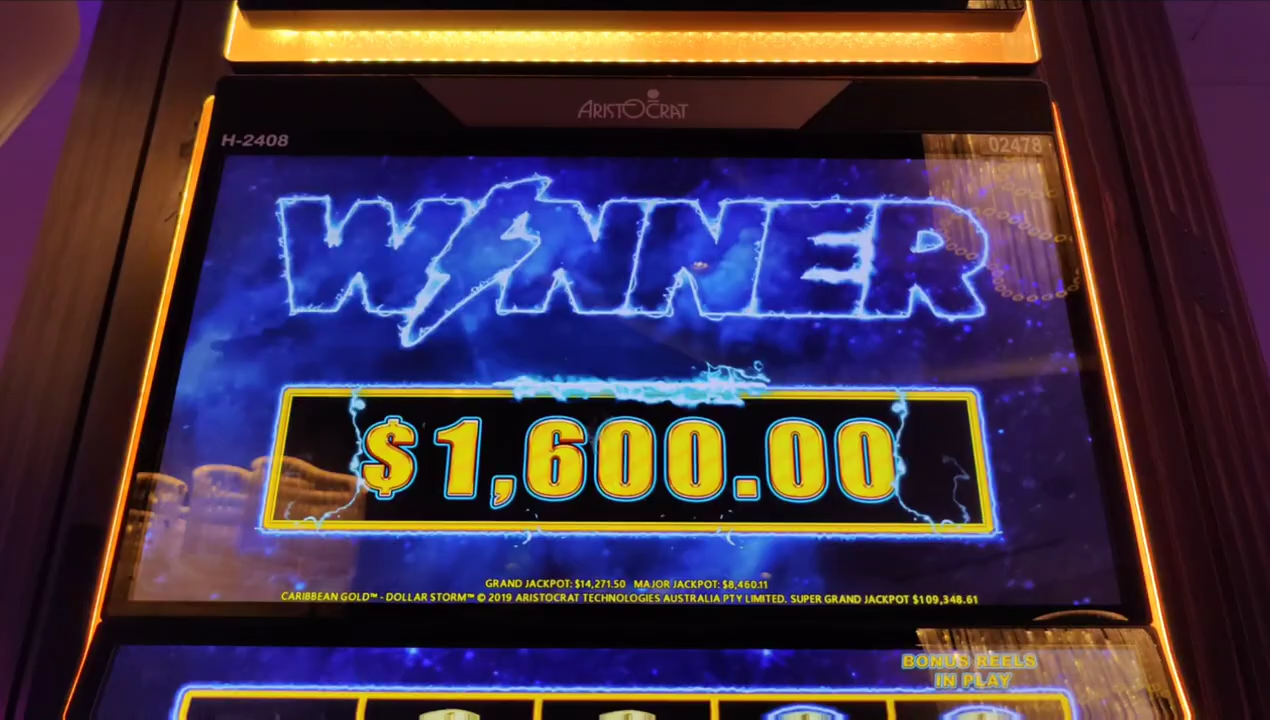 ARISTOCRAT
H-2408
02478
WINNER
$1,600.00
GRAND JACKPOT: $14,271.50 MAJOR JACKPOT: $8,460.11
CARIBBEAN GOLD™ - DOLLAR STORM™ © 2019 ARISTOCRAT TECHNOLOGIES AUSTRALIA PTY LIMITED. SUPER GRAND JACKPOT $109,348.61
BONUS REELS
IN PLAY